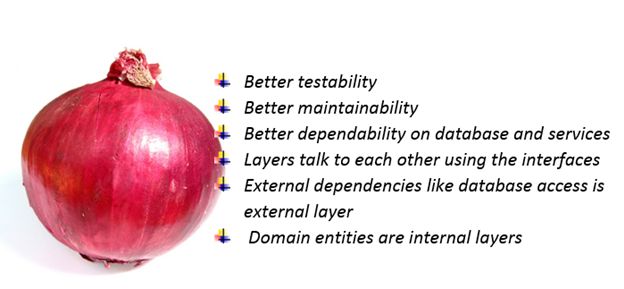 Better testability
Better maintainability
Better dependability on database and services
Layers talk to each other using the interfaces
External dependencies like database access is
external layer
Domain entities are internal layers